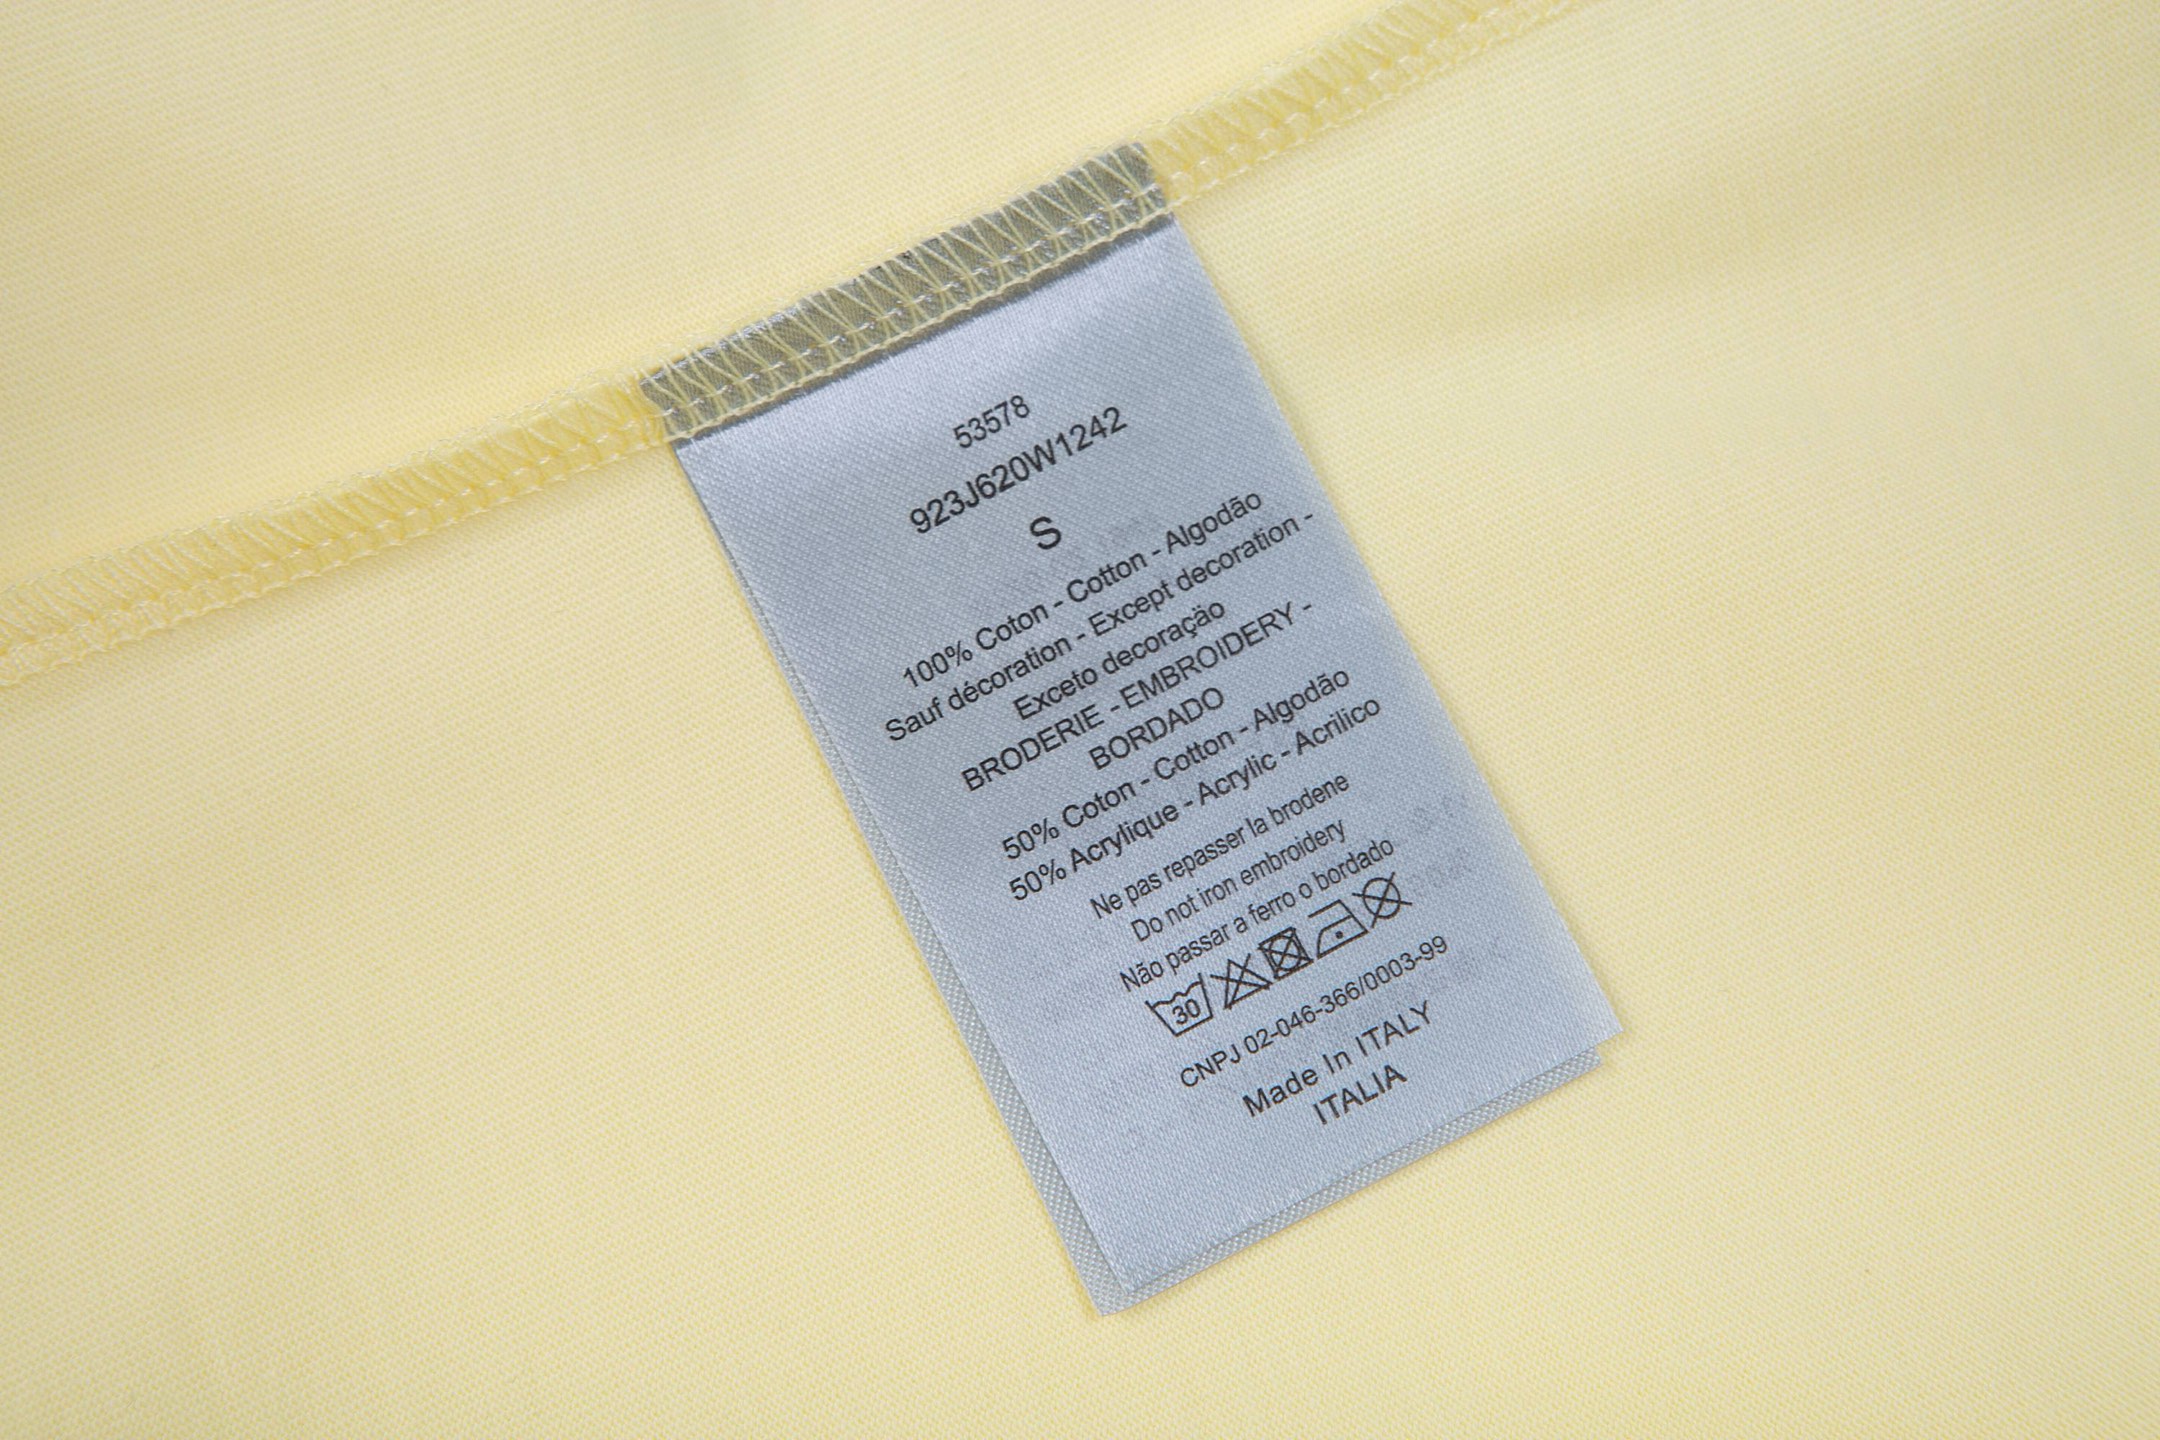 53578
923J620W1242
S
100% Coton - Cotton - Algodão
Sauf décoration - Except decoration -
Exceto decoração
BRODERIE - EMBROIDERY -
BORDADO
50% Coton - Cotton - Algodão
50% Acrylique - Acrylic - Acrilico
Ne pas repasser la brodene
Do not iron embroidery
Não passar a ferro o bordado
30
CNPJ 02-046-366/0003-99
Made In ITALY
ITALIA